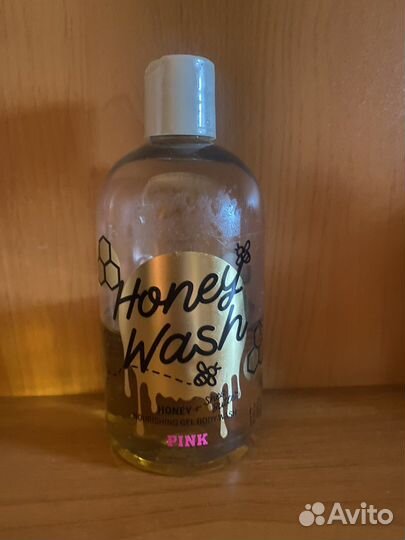 Honey
Wash
HONEY +
NOURISHING GEL BODY WASH
PINK
Avito